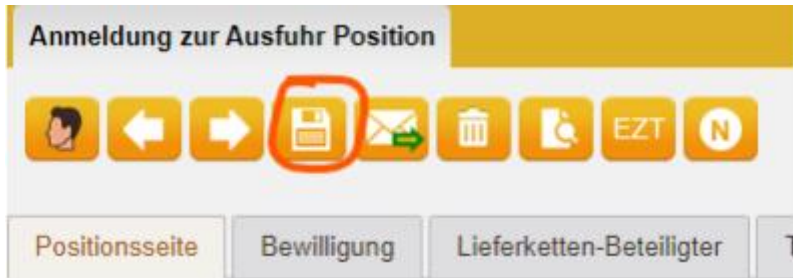 Anmeldung zur Ausfuhr Position
EZT N
Positionsseite Bewilligung Lieferketten-Beteiligter